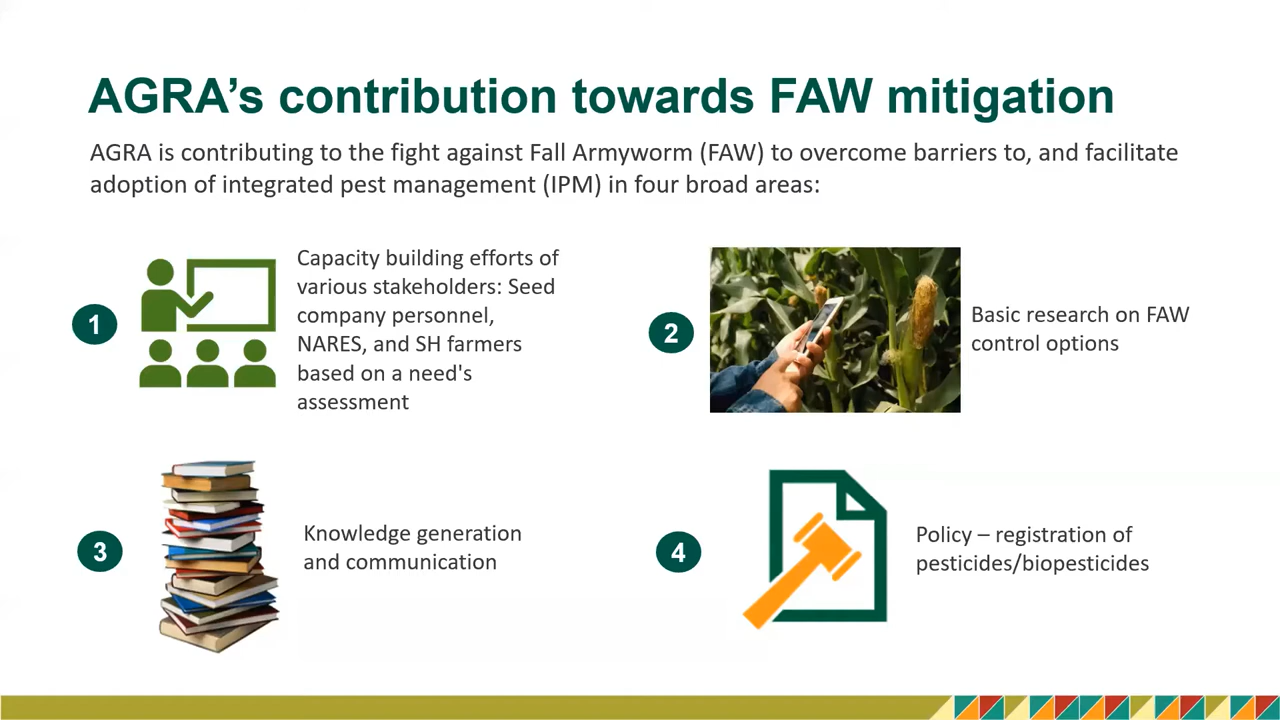 AGRA’s contribution towards FAW mitigation
AGRA is contributing to the fight against Fall Armyworm (FAW) to overcome barriers to, and facilitate
adoption of integrated pest management (IPM) in four broad areas:
1
Capacity building efforts of
various stakeholders: Seed
company personnel,
NARES, and SH farmers
based on a need's
assessment
2
Basic research on FAW
control options
3
Knowledge generation
and communication
4
Policy – registration of
pesticides/biopesticides